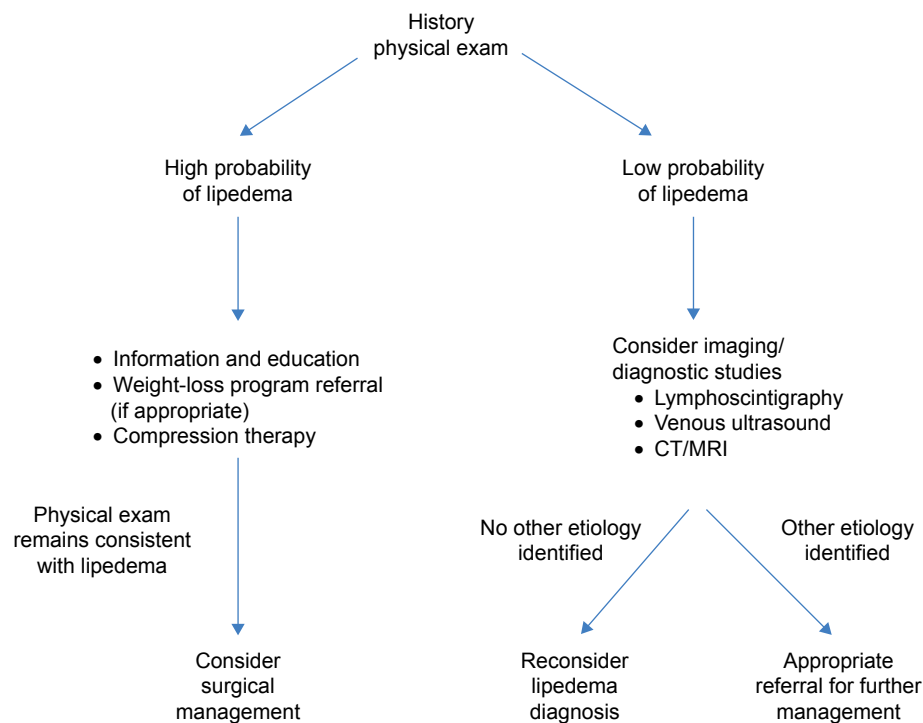 History
physical exam
High probability
of lipedema
Low probability
of lipedema
• Information and education
• Weight-loss program referral
(if appropriate)
• Compression therapy
Consider imaging/
diagnostic studies
• Lymphoscintigraphy
• Venous ultrasound
• CT/MRI
Physical exam
remains consistent
with lipedema
No other etiology
identified
Other etiology
identified
Consider
surgical
management
Reconsider
lipedema
diagnosis
Appropriate
referral for further
management